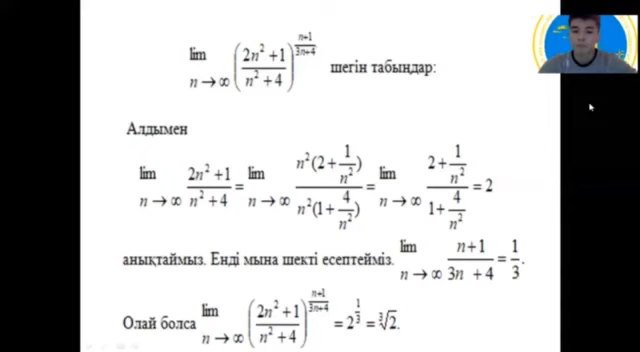 lim n→∞ ((2n²+1)/(n²+4))^((n+1)/(3n+4)) шегін табыңдар:
Алдымен
lim n→∞ (2n²+1)/(n²+4) = lim n→∞ (n²(2+1/n²))/(n²(1+4/n²)) = lim n→∞ (2+1/n²)/(1+4/n²) = 2
анықтаймыз. Енді мына шекті есептейміз. lim n→∞ (n+1)/(3n+4) = 1/3.
Олай болса lim n→∞ ((2n²+1)/(n²+4))^((n+1)/(3n+4)) = 2^(1/3) = ∛2.